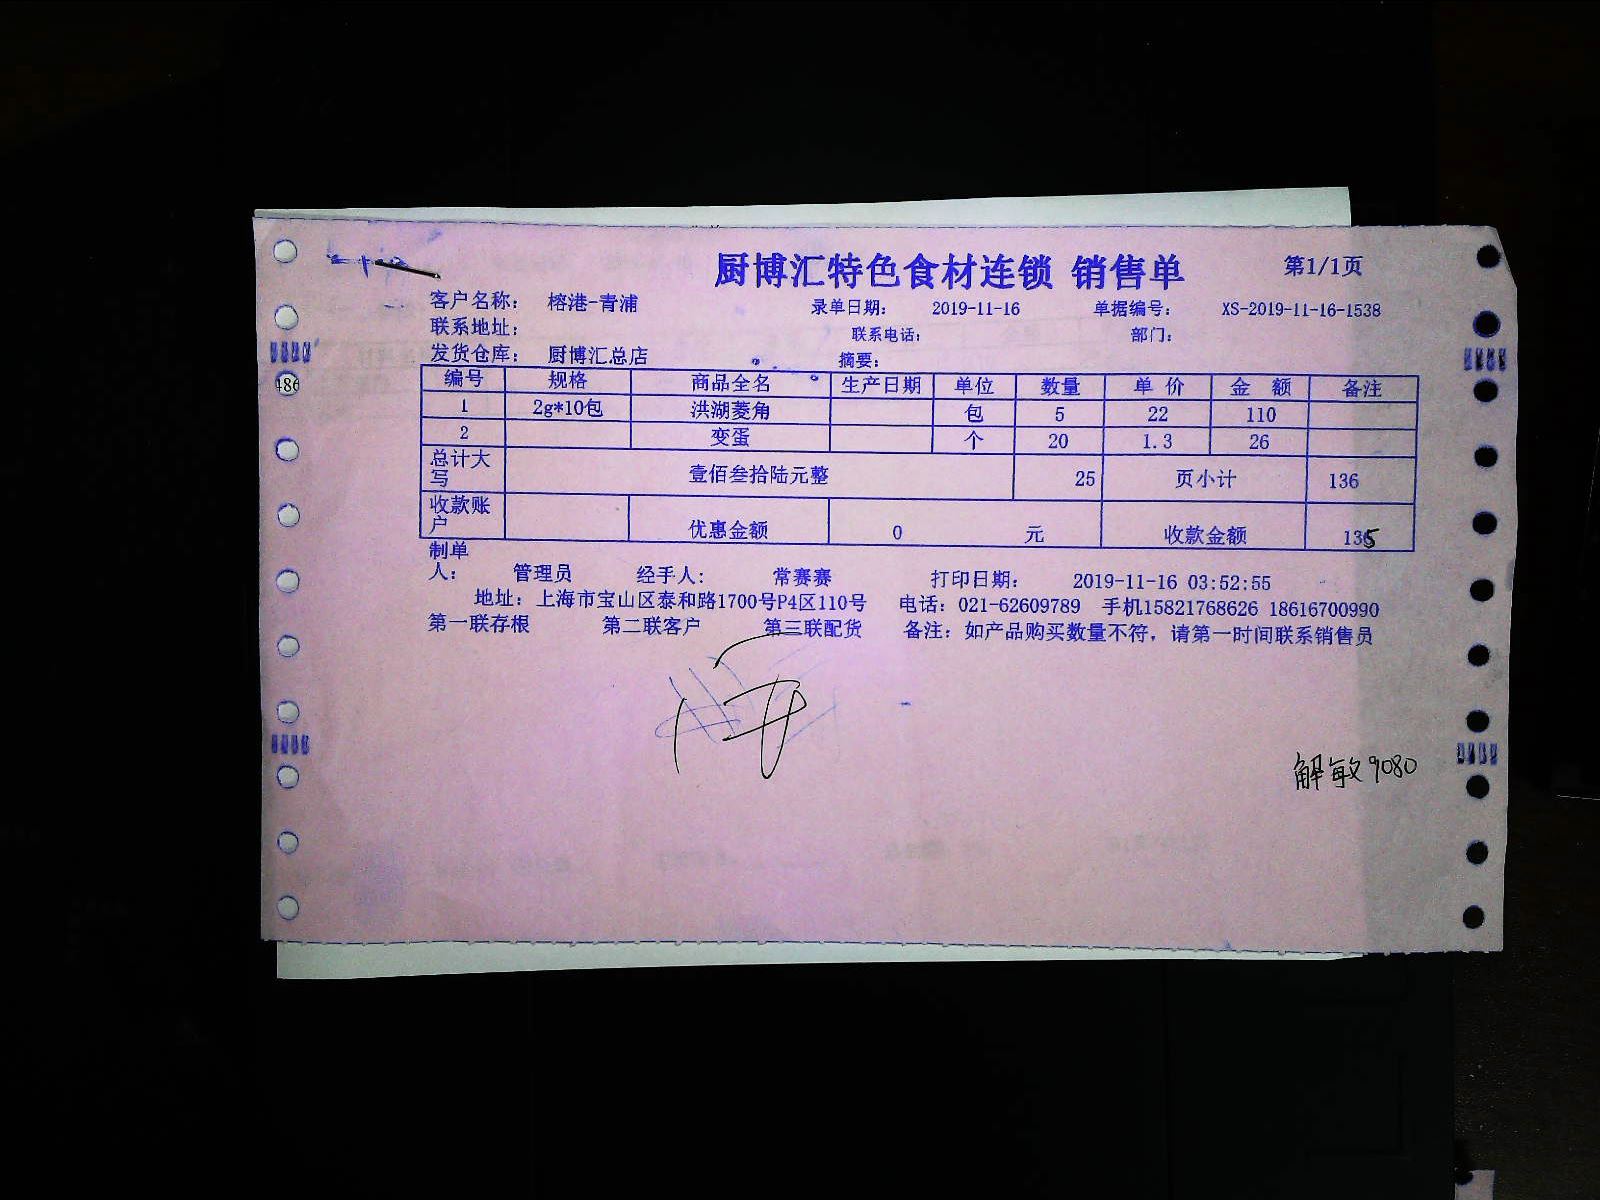 厨博汇特色食材连锁 销售单 第1/1页
客户名称： 榕港-青浦 录单日期： 2019-11-16 单据编号： XS-2019-11-16-1538
联系地址： 联系电话： 部门：
发货仓库： 厨博汇总店 摘要：
编号 规格 商品全名 生产日期 单位 数量 单 价 金 额 备注
1 2g*10包 洪湖菱角 包 5 22 110
2 变蛋 个 20 1.3 26
总计大写 壹佰叁拾陆元整 25 页小计 136
收款账户 优惠金额 0 元 收款金额 135
制单人： 管理员 经手人： 常赛赛 打印日期： 2019-11-16 03:52:55
地址：上海市宝山区泰和路1700号P4区110号 电话：021-62609789 手机15821768626 18616700990
第一联存根 第二联客户 第三联配货 备注：如产品购买数量不符，请第一时间联系销售员
解敏9080